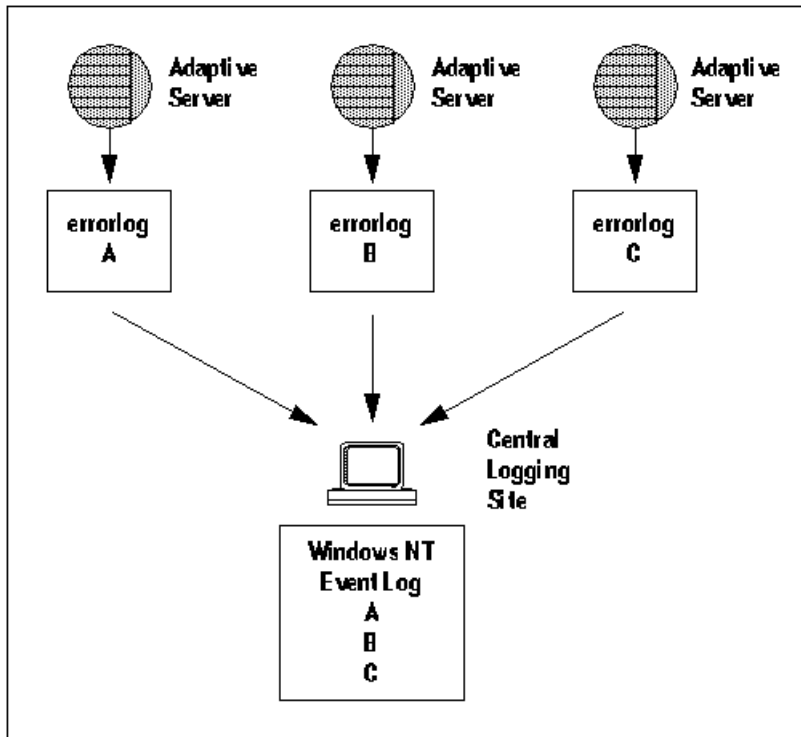 Adaptive
Server
Adaptive
Server
Adaptive
Server
errorlog
A
errorlog
B
errorlog
C
Central
Logging
Site
Windows NT
Event Log
A
B
C